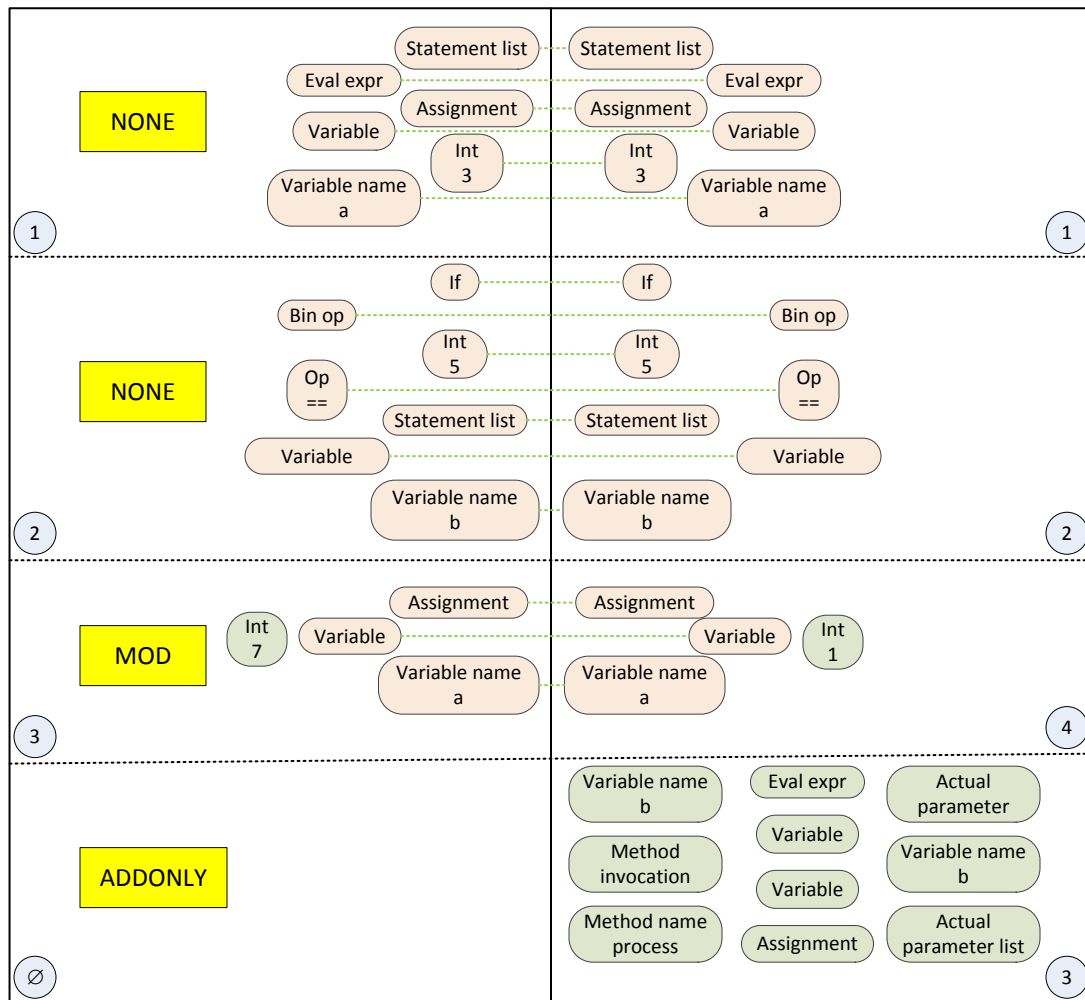 Statement list Statement list
Eval expr Eval expr
NONE
Assignment Assignment
Variable Variable
Int Int
3 3
Variable name Variable name
a a
1 1
If If
Bin op Bin op
Int Int
5 5
NONE
Op Op
== ==
Statement list Statement list
Variable Variable
Variable name Variable name
b b
2 2
Assignment Assignment
MOD
Int Variable Variable Int
7 1
Variable name Variable name
a a
3 4
Variable name Eval expr Actual
b parameter
Variable
ADDONLY
Method Variable name
invocation b
Variable
Method name Actual
process Assignment parameter list
∅ 3